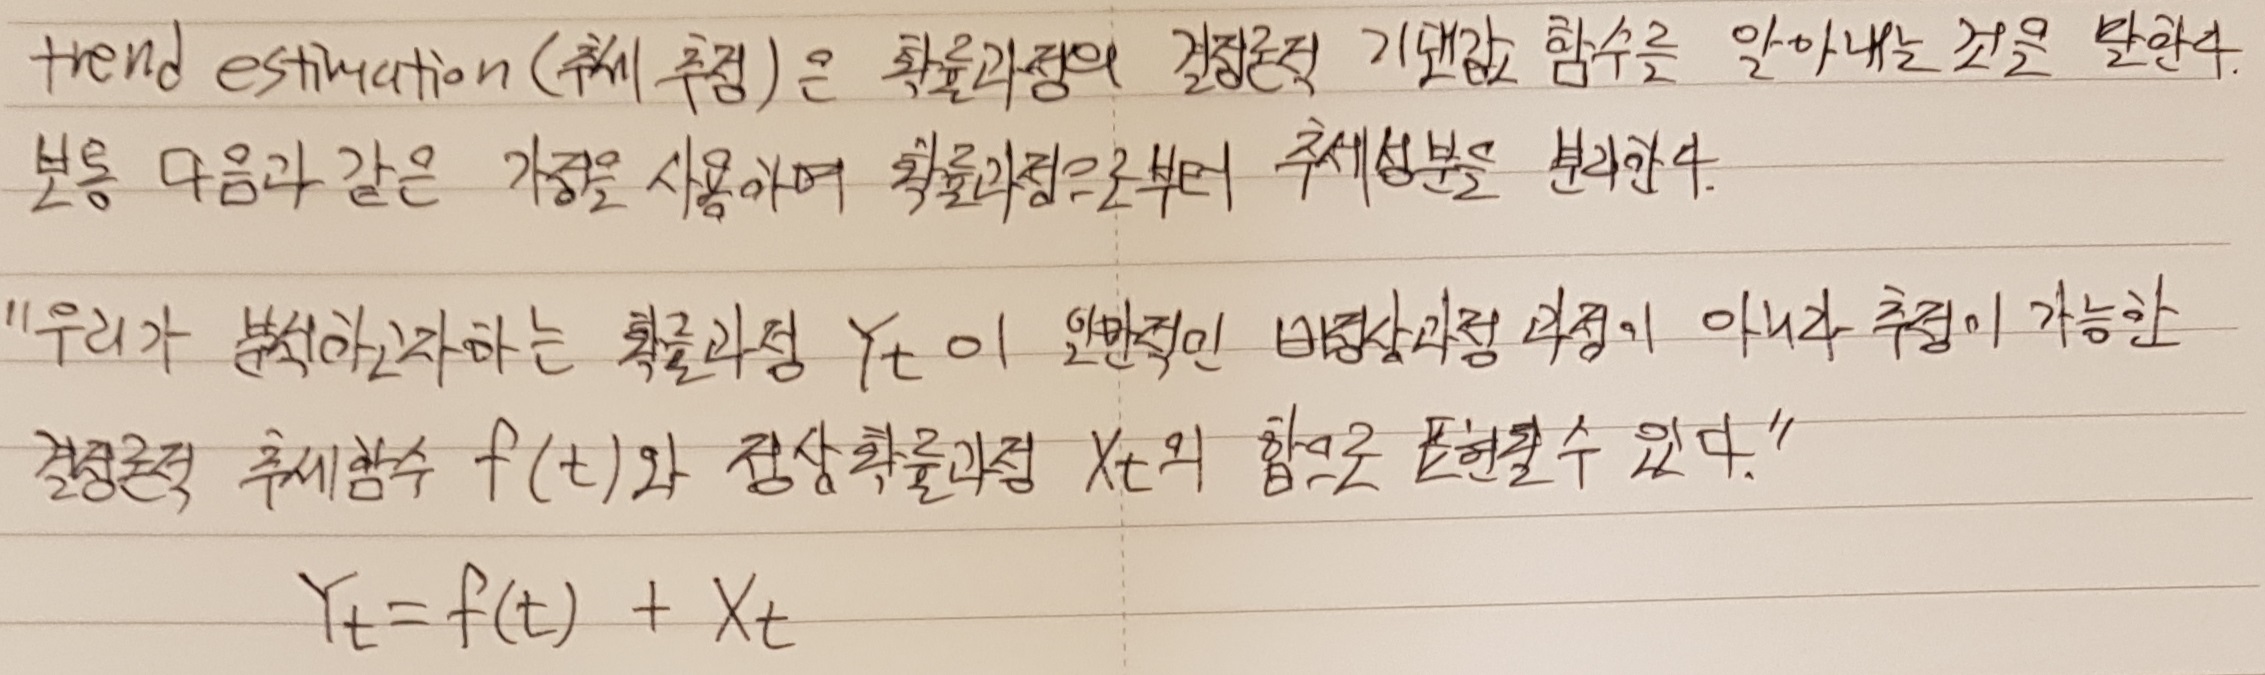 trend estimation (추세 추정)은 확률과정의 결정론적 기댓값 함수를 알아내는 것을 말한다.
보통 다음과 같은 가정을 사용하여 확률과정으로부터 추세성분을 분리한다.
"우리가 분석하고자하는 확률과정 Yt 이 일반적인 비정상과정 과정이 아니라 추정이 가능한
결정론적 추세함수 f(t)와 정상확률과정 Xt의 합으로 표현될 수 있다."
Yt = f(t) + Xt